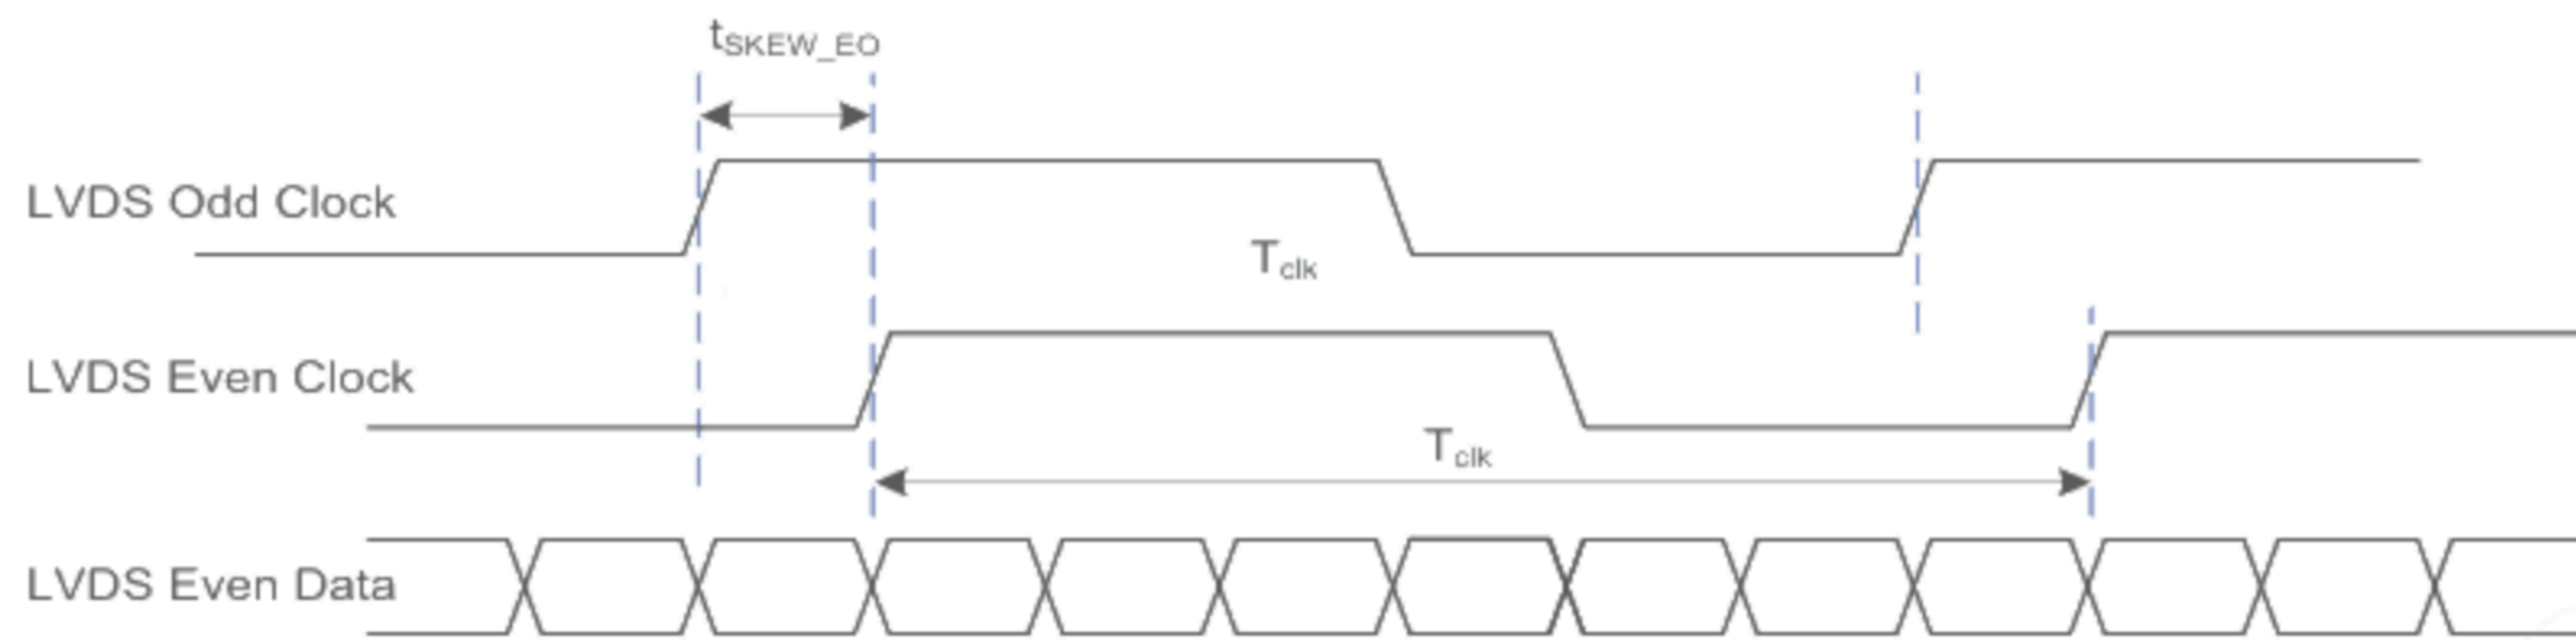 tSKEW_EO
LVDS Odd Clock
Tclk
LVDS Even Clock
Tclk
LVDS Even Data